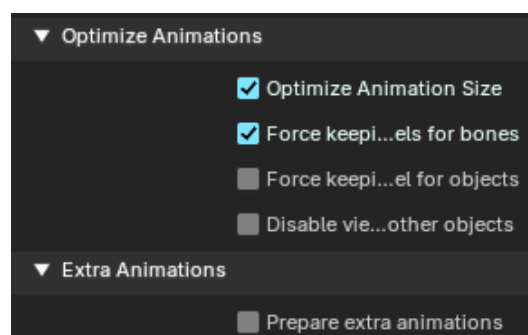 Optimize Animations
Optimize Animation Size
Force keepi...els for bones
Force keepi...el for objects
Disable vie...other objects
Extra Animations
Prepare extra animations